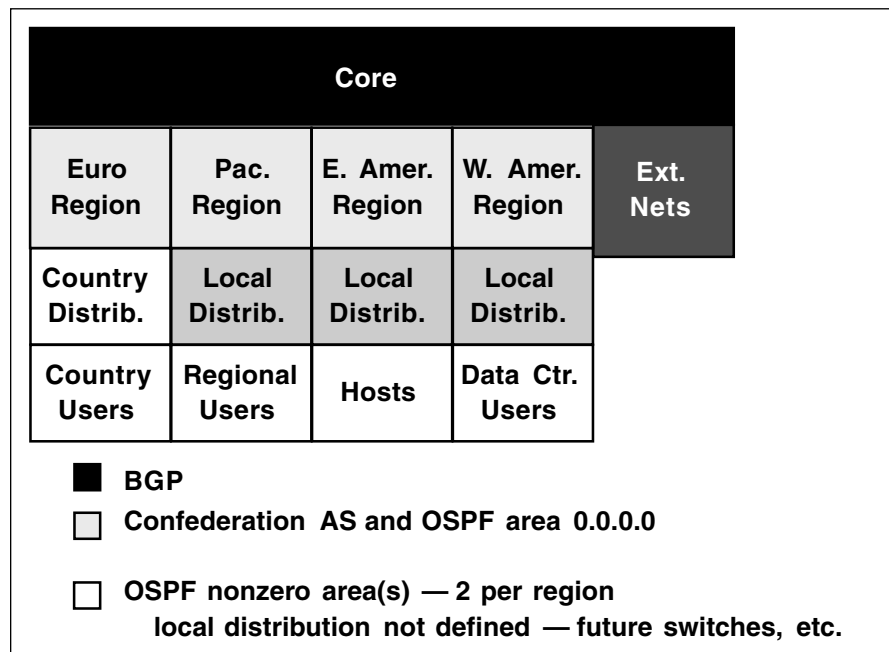 Core
Euro
Region
Pac.
Region
E. Amer.
Region
W. Amer.
Region
Ext.
Nets
Country
Distrib.
Local
Distrib.
Local
Distrib.
Local
Distrib.
Country
Users
Regional
Users
Hosts
Data Ctr.
Users
BGP
Confederation AS and OSPF area 0.0.0.0
OSPF nonzero area(s) — 2 per region
local distribution not defined — future switches, etc.